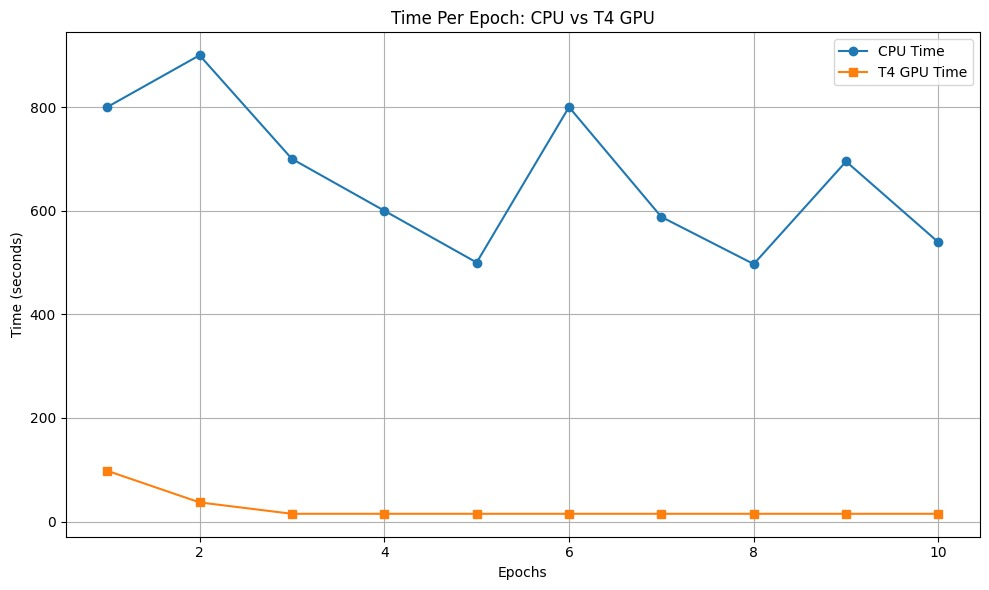 Time Per Epoch: CPU vs T4 GPU
CPU Time
T4 GPU Time
Time (seconds)
800
600
400
200
0
2 4 6 8 10
Epochs